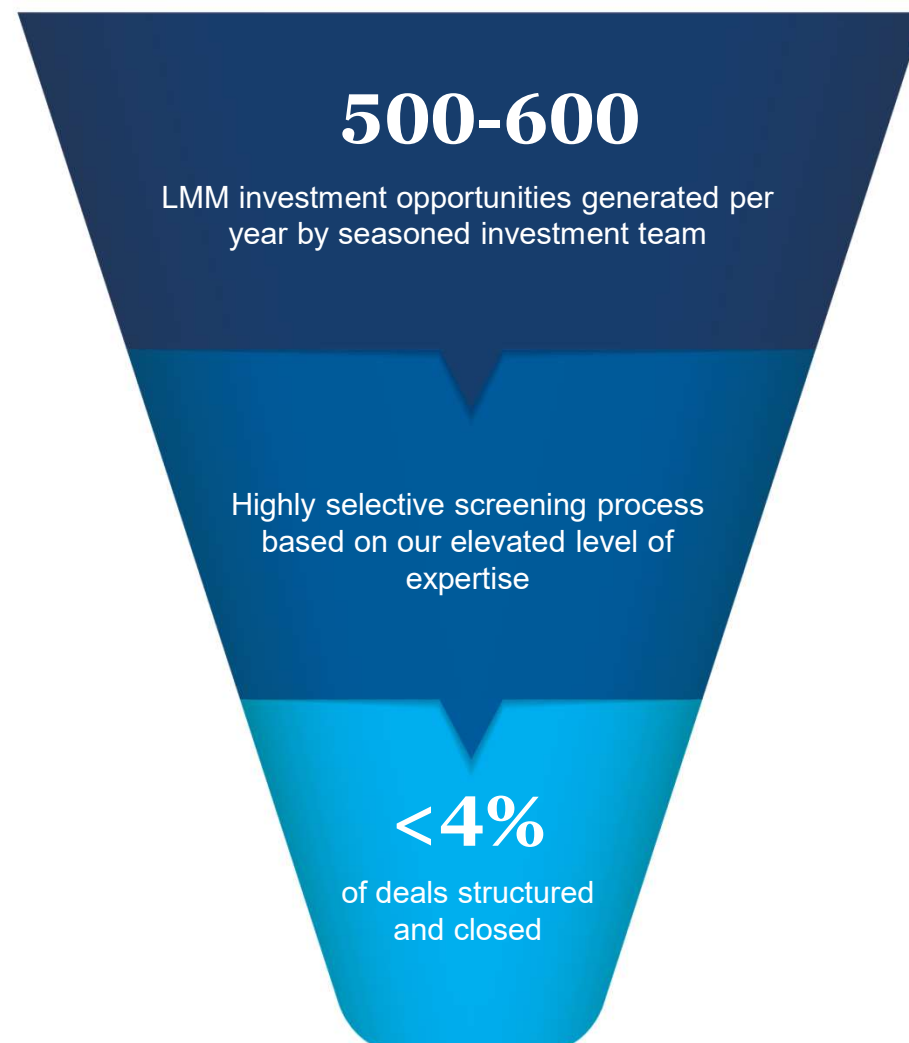 500-600
LMM investment opportunities generated per
year by seasoned investment team
Highly selective screening process
based on our elevated level of
expertise
<4%
of deals structured
and closed